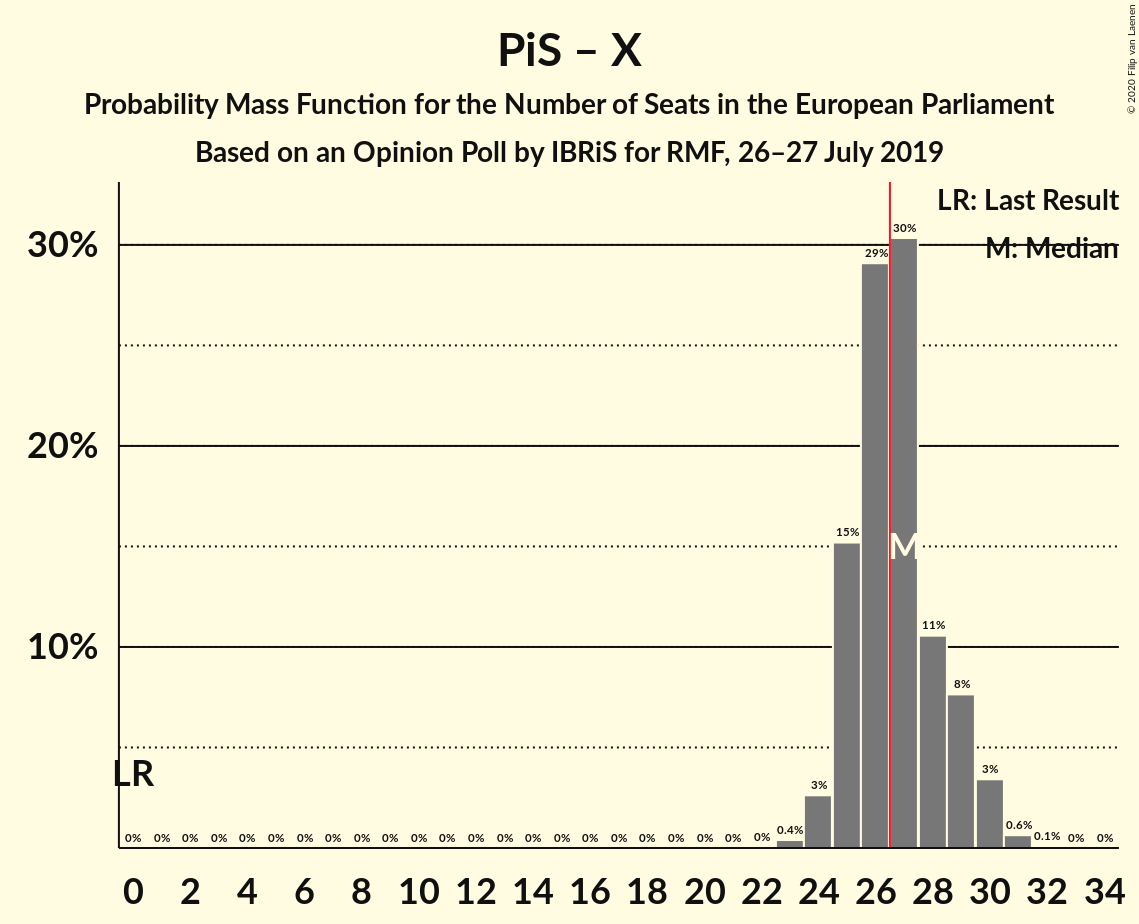 PiS – X
Probability Mass Function for the Number of Seats in the European Parliament
Based on an Opinion Poll by IBRiS for RMF, 26–27 July 2019
© 2020 Filip van Laenen
LR: Last Result
M: Median
30%
20%
10%
LR
M
0% 0% 0% 0% 0% 0% 0% 0% 0% 0% 0% 0% 0% 0% 0% 0% 0% 0% 0% 0% 0% 0% 0% 0.4% 3% 15% 29% 30% 11% 8% 3% 0.6% 0.1% 0% 0%
0 2 4 6 8 10 12 14 16 18 20 22 24 26 28 30 32 34